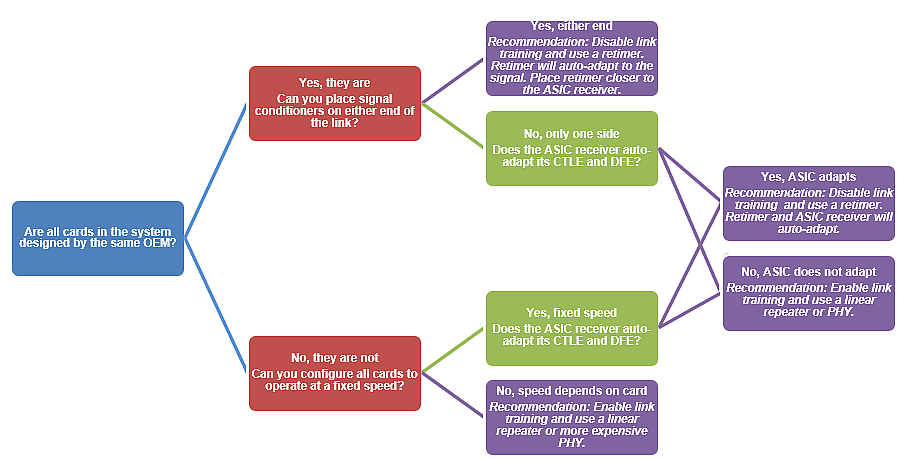 Are all cards in the system
designed by the same OEM?
Yes, they are
Can you place signal
conditioners on either end of
the link?
No, they are not
Can you configure all cards to
operate at a fixed speed?
Yes, either end
Recommendation: Disable link
training and use a retimer.
Retimer will auto-adapt to the
signal. Place retimer closer to
the ASIC receiver.
No, only one side
Does the ASIC receiver auto-
adapt its CTLE and DFE?
Yes, fixed speed
Does the ASIC receiver auto-
adapt its CTLE and DFE?
No, speed depends on card
Recommendation: Enable link
training and use a linear
repeater or more expensive
PHY.
Yes, ASIC adapts
Recommendation: Disable link
training and use a retimer.
Retimer and ASIC receiver will
auto-adapt.
No, ASIC does not adapt
Recommendation: Enable link
training and use a linear
repeater or PHY.